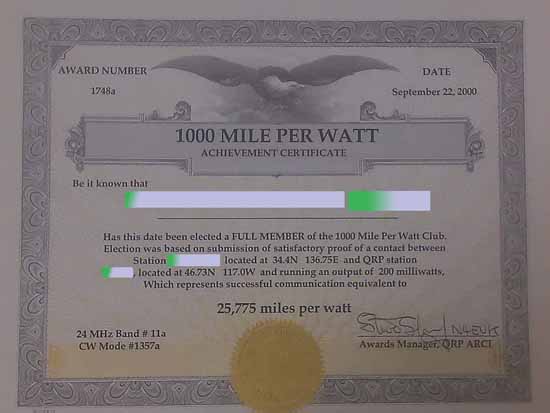 AWARD NUMBER
1748a
DATE
September 22, 2000
1000 MILE PER WATT
ACHIEVEMENT CERTIFICATE
Be it known that
Has this date been elected a FULL MEMBER of the 1000 Mile Per Watt Club.
Election was based on submission of satisfactory proof of a contact between
Station located at 34.4N 136.75E and QRP station
, located at 46.73N 117.0W and running an output of 200 milliwatts,
Which represents successful communication equivalent to
25,775 miles per watt
24 MHz Band # 11a
CW Mode #1357a
N4EUK
Awards Manager, QRP ARCI